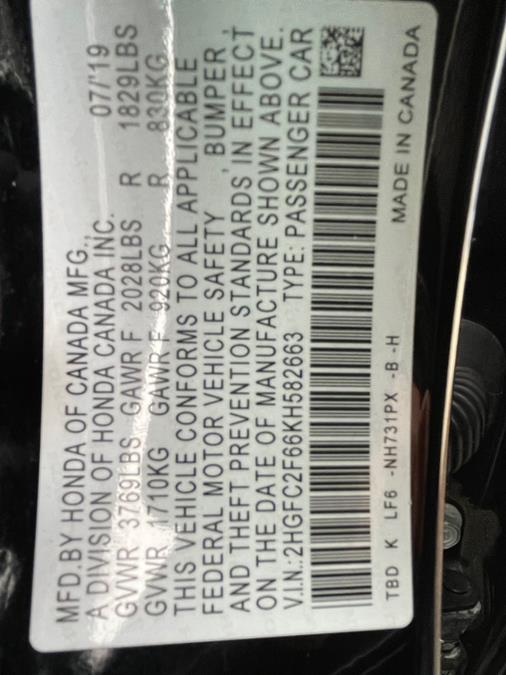 MFD.BY HONDA OF CANADA MFG.,
A DIVISION OF HONDA CANADA INC. 07/'19
GVWR 3769LBS GAWR F 2028LBS R 1829LBS
GVWR 1710KG GAWR F 920KG R 830KG
THIS VEHICLE CONFORMS TO ALL APPLICABLE
FEDERAL MOTOR VEHICLE SAFETY, BUMPER,
AND THEFT PREVENTION STANDARDS IN EFFECT
ON THE DATE OF MANUFACTURE SHOWN ABOVE.
V.I.N.:2HGFC2F66KH582663 TYPE: PASSENGER CAR
TBD K LF6 -NH731PX -B -H MADE IN CANADA